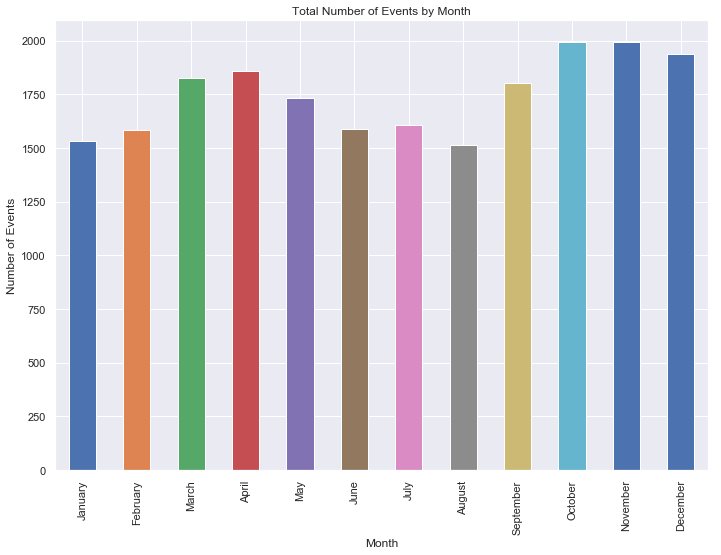 Total Number of Events by Month
Number of Events
2000
1750
1500
1250
1000
750
500
250
0
January
February
March
April
May
June
July
August
September
October
November
December
Month